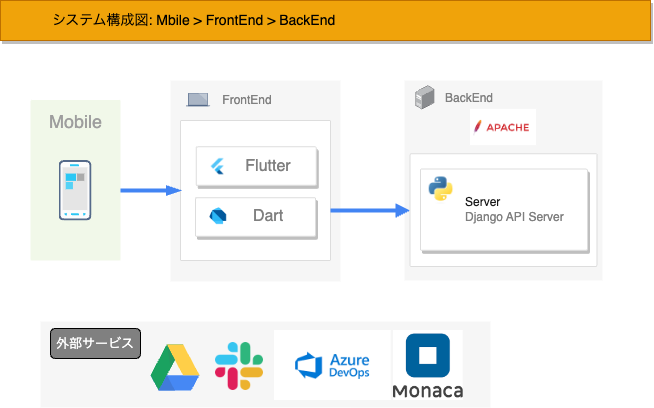 システム構成図: Mbile > FrontEnd > BackEnd
Mobile
FrontEnd
Flutter
Dart
BackEnd
APACHE
Server
Django API Server
外部サービス
Azure
DevOps
Monaca